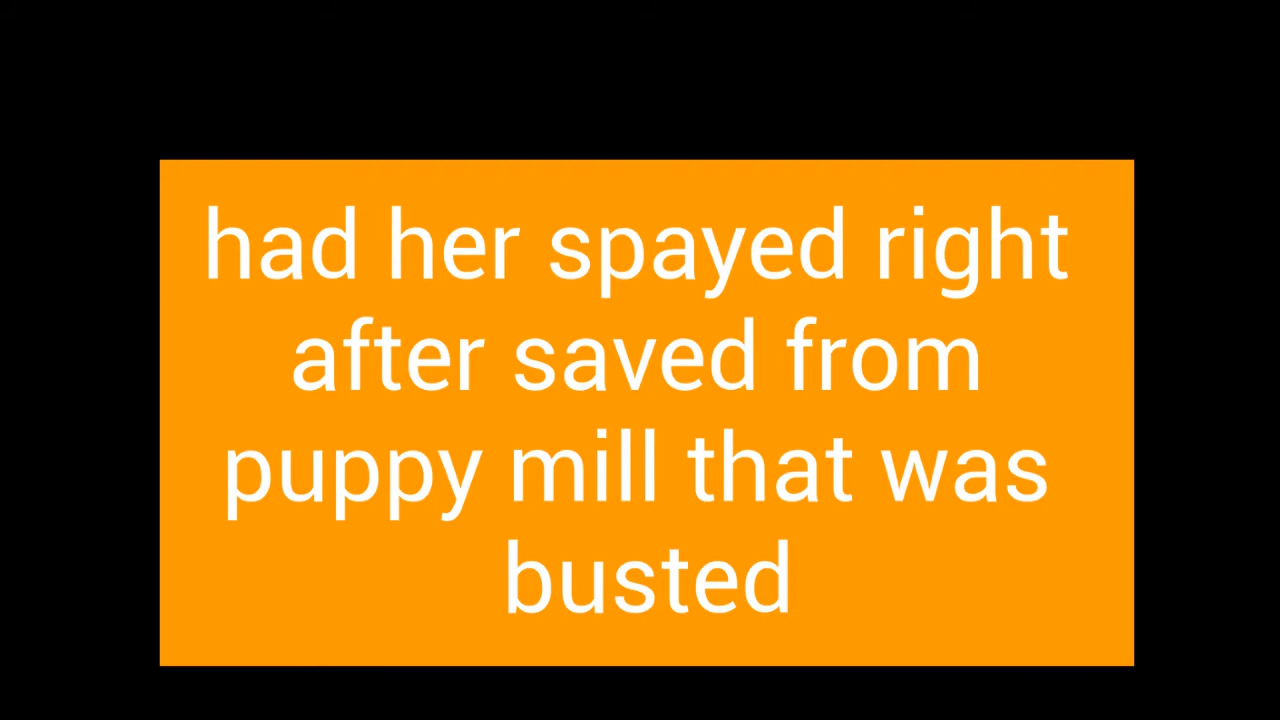 had her spayed right
after saved from
puppy mill that was
busted